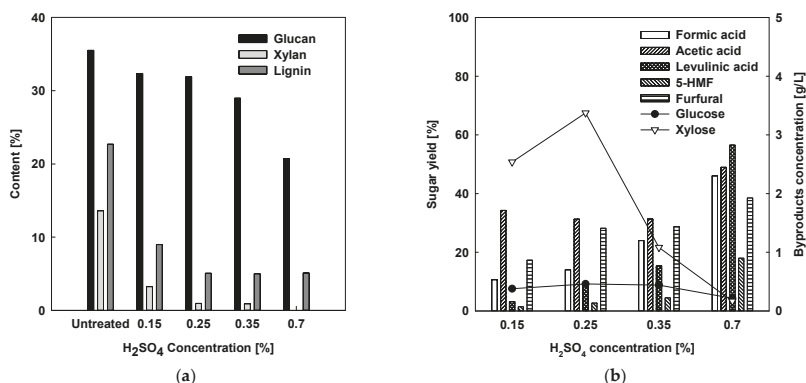 40
30
20
10
0
Content [%]
Glucan
Xylan
Lignin
Untreated 0.15 0.25 0.35 0.7
H₂SO₄ Concentration [%]
(a)
100
80
60
40
20
0
Sugar yield [%]
Formic acid
Acetic acid
Levulinic acid
5-HMF
Furfural
Glucose
Xylose
5
4
3
2
1
0
Byproducts concentration [g/L]
0.15 0.25 0.35 0.7
H₂SO₄ concentration [%]
(b)